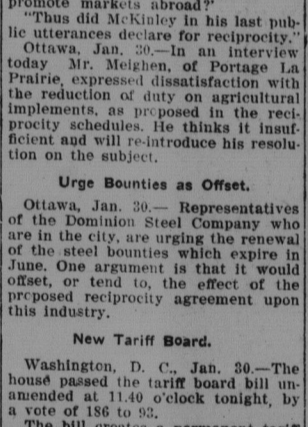 promote markets abroad?"
"Thus did McKinley in his last pub-
lic utterances declare for reciprocity."
Ottawa, Jan. 30.—In an interview
today Mr. Meighen, of Portage La
Prairie, expressed dissatisfaction with
the reduction of duty on agricultural
implements, as proposed in the reci-
procity schedules. He thinks it insuf-
ficient and will re-introduce his resolu-
tion on the subject.
Urge Bounties as Offset.
Ottawa, Jan. 30.— Representatives
of the Dominion Steel Company who
are in the city, are urging the renewal
of the steel bounties which expire in
June. One argument is that it would
offset, or tend to, the effect of the
proposed reciprocity agreement upon
this industry.
New Tariff Board.
Washington, D. C., Jan. 30.—The
house passed the tariff board bill un-
amended at 11.40 o'clock tonight, by
a vote of 186 to 93.
The bill creates a permanent tariff